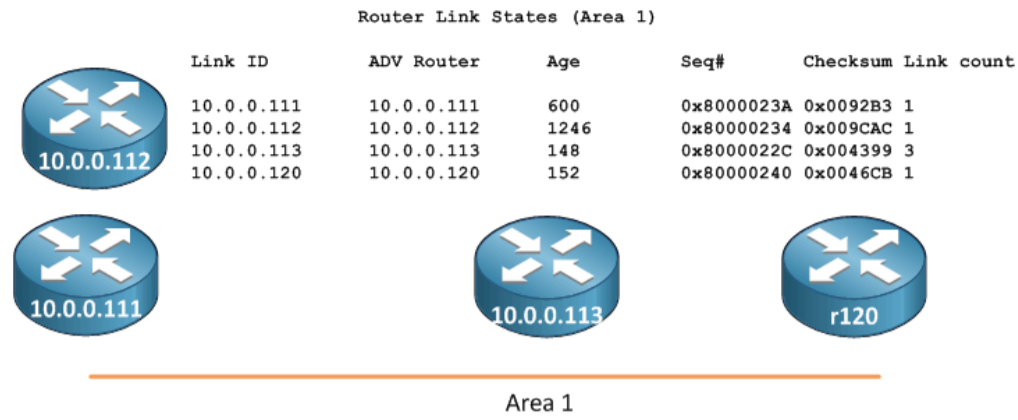 Router Link States (Area 1)
Link ID ADV Router Age Seq# Checksum Link count
10.0.0.111 10.0.0.111 600 0x8000023A 0x0092B3 1
10.0.0.112 10.0.0.112 1246 0x80000234 0x009CAC 1
10.0.0.113 10.0.0.113 148 0x8000022C 0x004399 3
10.0.0.120 10.0.0.120 152 0x80000240 0x0046CB 1
10.0.0.112
10.0.0.111
10.0.0.113
r120
Area 1